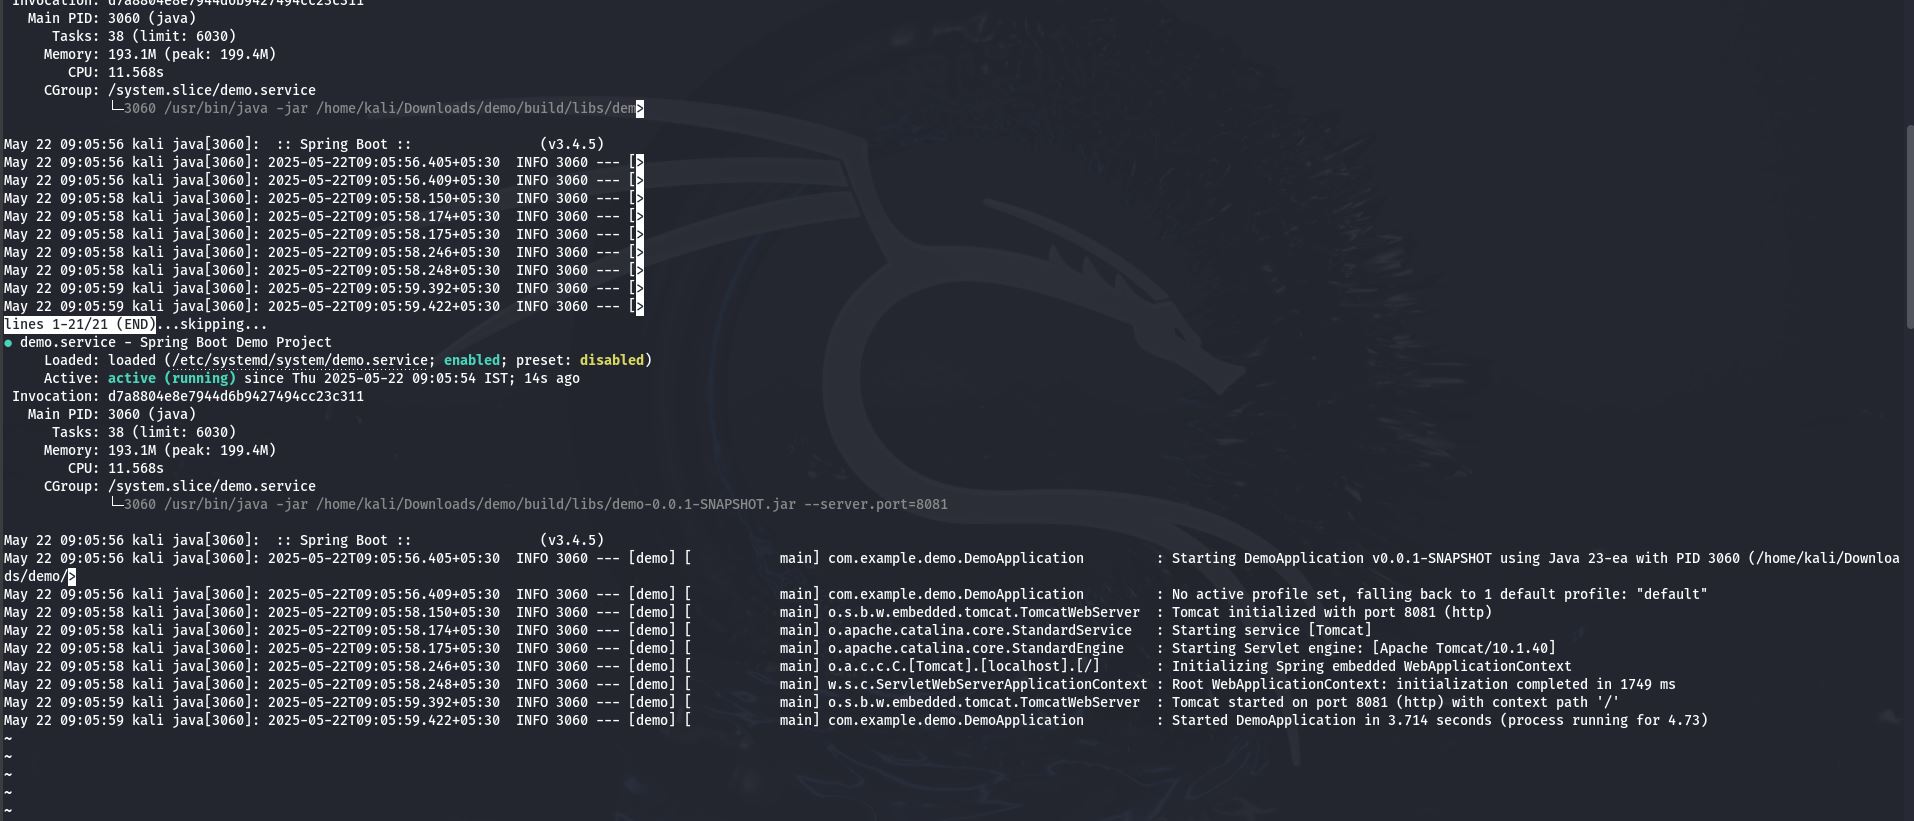 Invocation: d7a8804e8e7944d6b9427494cc23c311
Main PID: 3060 (java)
Tasks: 38 (limit: 6030)
Memory: 193.1M (peak: 199.4M)
CPU: 11.568s
CGroup: /system.slice/demo.service
└─3060 /usr/bin/java -jar /home/kali/Downloads/demo/build/libs/dem>
May 22 09:05:56 kali java[3060]:  :: Spring Boot ::                (v3.4.5)
May 22 09:05:56 kali java[3060]: 2025-05-22T09:05:56.405+05:30  INFO 3060 --- [>
May 22 09:05:56 kali java[3060]: 2025-05-22T09:05:56.409+05:30  INFO 3060 --- [>
May 22 09:05:58 kali java[3060]: 2025-05-22T09:05:58.150+05:30  INFO 3060 --- [>
May 22 09:05:58 kali java[3060]: 2025-05-22T09:05:58.174+05:30  INFO 3060 --- [>
May 22 09:05:58 kali java[3060]: 2025-05-22T09:05:58.175+05:30  INFO 3060 --- [>
May 22 09:05:58 kali java[3060]: 2025-05-22T09:05:58.246+05:30  INFO 3060 --- [>
May 22 09:05:58 kali java[3060]: 2025-05-22T09:05:58.248+05:30  INFO 3060 --- [>
May 22 09:05:59 kali java[3060]: 2025-05-22T09:05:59.392+05:30  INFO 3060 --- [>
May 22 09:05:59 kali java[3060]: 2025-05-22T09:05:59.422+05:30  INFO 3060 --- [>
lines 1-21/21 (END)...skipping...
● demo.service - Spring Boot Demo Project
Loaded: loaded (/etc/systemd/system/demo.service; enabled; preset: disabled)
Active: active (running) since Thu 2025-05-22 09:05:54 IST; 14s ago
Invocation: d7a8804e8e7944d6b9427494cc23c311
Main PID: 3060 (java)
Tasks: 38 (limit: 6030)
Memory: 193.1M (peak: 199.4M)
CPU: 11.568s
CGroup: /system.slice/demo.service
└─3060 /usr/bin/java -jar /home/kali/Downloads/demo/build/libs/demo-0.0.1-SNAPSHOT.jar --server.port=8081
May 22 09:05:56 kali java[3060]:  :: Spring Boot ::                (v3.4.5)
May 22 09:05:56 kali java[3060]: 2025-05-22T09:05:56.405+05:30  INFO 3060 --- [demo] [           main] com.example.demo.DemoApplication         : Starting DemoApplication v0.0.1-SNAPSHOT using Java 23-ea with PID 3060 (/home/kali/Downloa
ds/demo/>
May 22 09:05:56 kali java[3060]: 2025-05-22T09:05:56.409+05:30  INFO 3060 --- [demo] [           main] com.example.demo.DemoApplication         : No active profile set, falling back to 1 default profile: "default"
May 22 09:05:58 kali java[3060]: 2025-05-22T09:05:58.150+05:30  INFO 3060 --- [demo] [           main] o.s.b.w.embedded.tomcat.TomcatWebServer  : Tomcat initialized with port 8081 (http)
May 22 09:05:58 kali java[3060]: 2025-05-22T09:05:58.174+05:30  INFO 3060 --- [demo] [           main] o.apache.catalina.core.StandardService   : Starting service [Tomcat]
May 22 09:05:58 kali java[3060]: 2025-05-22T09:05:58.175+05:30  INFO 3060 --- [demo] [           main] o.apache.catalina.core.StandardEngine    : Starting Servlet engine: [Apache Tomcat/10.1.40]
May 22 09:05:58 kali java[3060]: 2025-05-22T09:05:58.246+05:30  INFO 3060 --- [demo] [           main] o.a.c.c.C.[Tomcat].[localhost].[/]       : Initializing Spring embedded WebApplicationContext
May 22 09:05:58 kali java[3060]: 2025-05-22T09:05:58.248+05:30  INFO 3060 --- [demo] [           main] w.s.c.ServletWebServerApplicationContext : Root WebApplicationContext: initialization completed in 1749 ms
May 22 09:05:59 kali java[3060]: 2025-05-22T09:05:59.392+05:30  INFO 3060 --- [demo] [           main] o.s.b.w.embedded.tomcat.TomcatWebServer  : Tomcat started on port 8081 (http) with context path '/'
May 22 09:05:59 kali java[3060]: 2025-05-22T09:05:59.422+05:30  INFO 3060 --- [demo] [           main] com.example.demo.DemoApplication         : Started DemoApplication in 3.714 seconds (process running for 4.73)
~
~
~
~
~